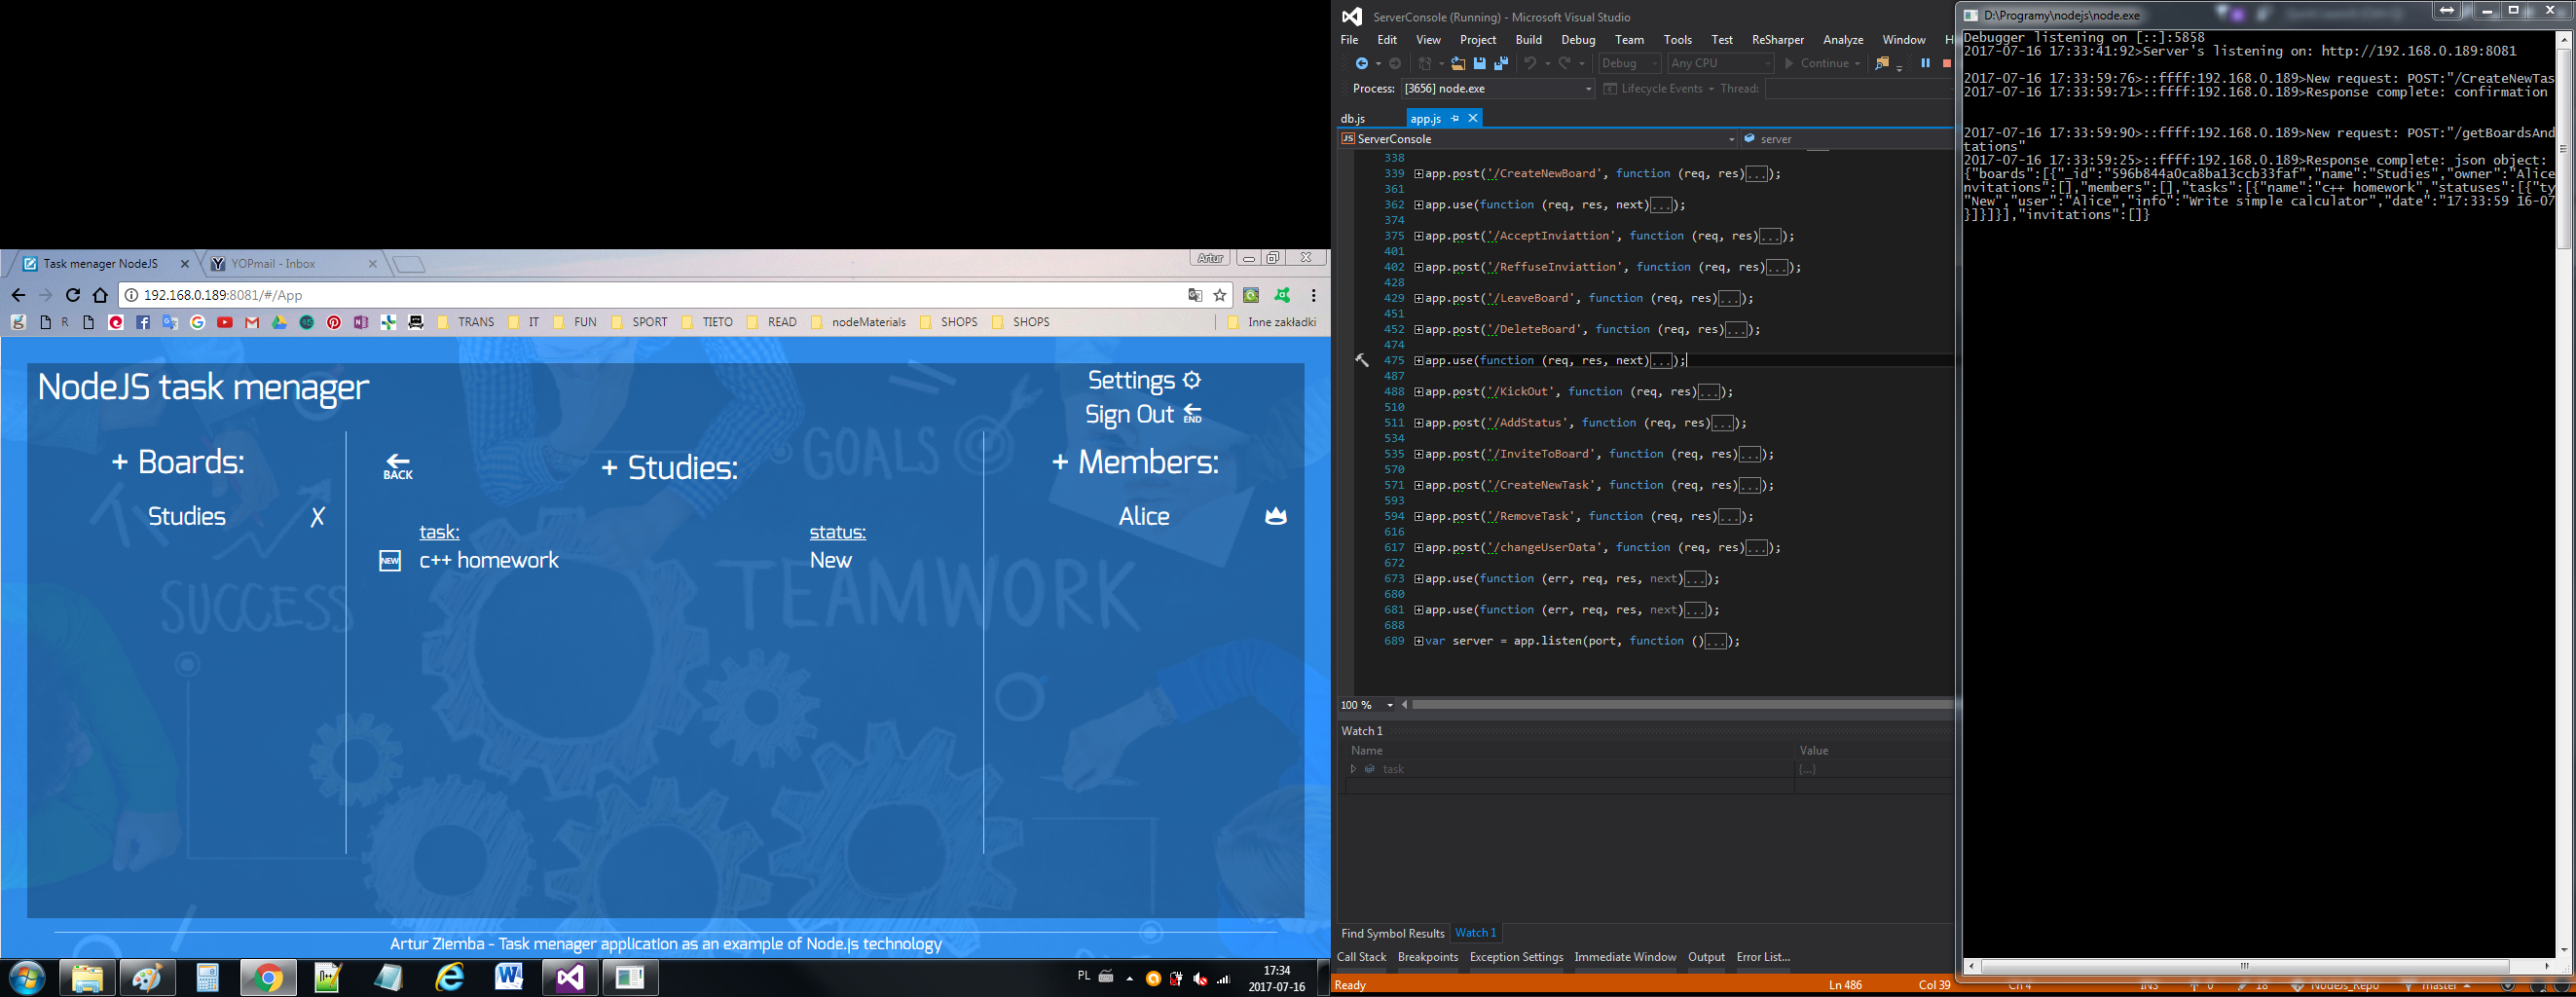 Task menager NodeJS
YOPmail - Inbox
Artur
192.168.0.189:8081/#/App
R
TRANS
IT
FUN
SPORT
TIETO
READ
nodeMaterials
SHOPS
SHOPS
Inne zakładki
NodeJS task menager
Settings
Sign Out
END
+ Boards:
Studies
X
BACK
+ Studies:
task:
status:
NEW
c++ homework
New
+ Members:
Alice
GOALS
SUCCESS
TEAMWORK
Artur Ziemba - Task menager application as an example of Node.js technology
PL
17:34
2017-07-16
ServerConsole (Running) - Microsoft Visual Studio
File Edit View Project Build Debug Team Tools Test ReSharper Analyze Window H
Debug
Any CPU
Continue
Process: [3656] node.exe
Lifecycle Events
Thread:
db.js
app.js
ServerConsole
server
338
339 app.post('/CreateNewBoard', function (req, res)...);
361
362 app.use(function (req, res, next)...);
374
375 app.post('/AcceptInviattion', function (req, res)...);
401
402 app.post('/ReffuseInviattion', function (req, res)...);
428
429 app.post('/LeaveBoard', function (req, res)...);
451
452 app.post('/DeleteBoard', function (req, res)...);
474
475 app.use(function (req, res, next)...);
487
488 app.post('/KickOut', function (req, res)...);
510
511 app.post('/AddStatus', function (req, res)...);
534
535 app.post('/InviteToBoard', function (req, res)...);
570
571 app.post('/CreateNewTask', function (req, res)...);
593
594 app.post('/RemoveTask', function (req, res)...);
616
617 app.post('/changeUserData', function (req, res)...);
672
673 app.use(function (err, req, res, next)...);
680
681 app.use(function (err, req, res, next)...);
688
689 var server = app.listen(port, function ()...);
100 %
Watch 1
Name
Value
task
{...}
Find Symbol Results
Watch 1
Call Stack Breakpoints Exception Settings Immediate Window Output Error List...
Ready
Ln 486
Col 39
Ch 4
INS
0
18
NodeJS_Repo
master
D:\Programy\nodejs\node.exe
Debugger listening on [::]:5858
2017-07-16 17:33:41:92>Server's listening on: http://192.168.0.189:8081
2017-07-16 17:33:59:76>::ffff:192.168.0.189>New request: POST:"/CreateNewTas
2017-07-16 17:33:59:71>::ffff:192.168.0.189>Response complete: confirmation
2017-07-16 17:33:59:90>::ffff:192.168.0.189>New request: POST:"/getBoardsAnd
tations"
2017-07-16 17:33:59:25>::ffff:192.168.0.189>Response complete: json object:
{"boards":[{"_id":"596b844a0ca8ba13ccb33faf","name":"Studies","owner":"Alice
nvitations":[],"members":[],"tasks":[{"name":"c++ homework","statuses":[{"ty
"New","user":"Alice","info":"Write simple calculator","date":"17:33:59 16-07
}]}]}],"invitations":[]}